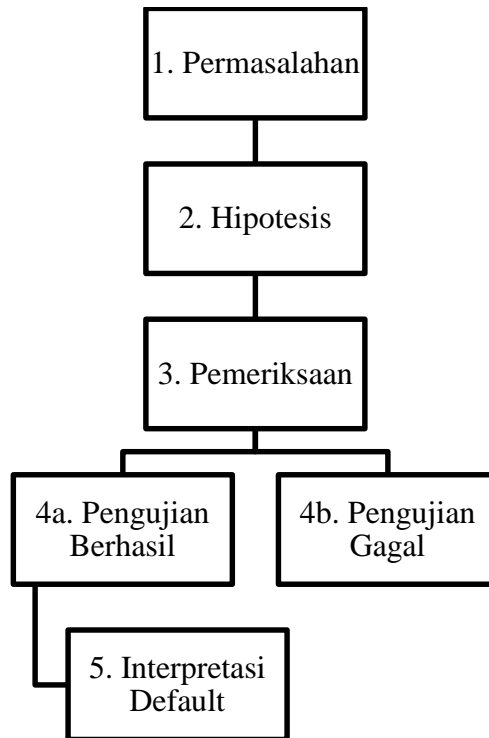 1. Permasalahan
2. Hipotesis
3. Pemeriksaan
4a. Pengujian
Berhasil
4b. Pengujian
Gagal
5. Interpretasi
Default